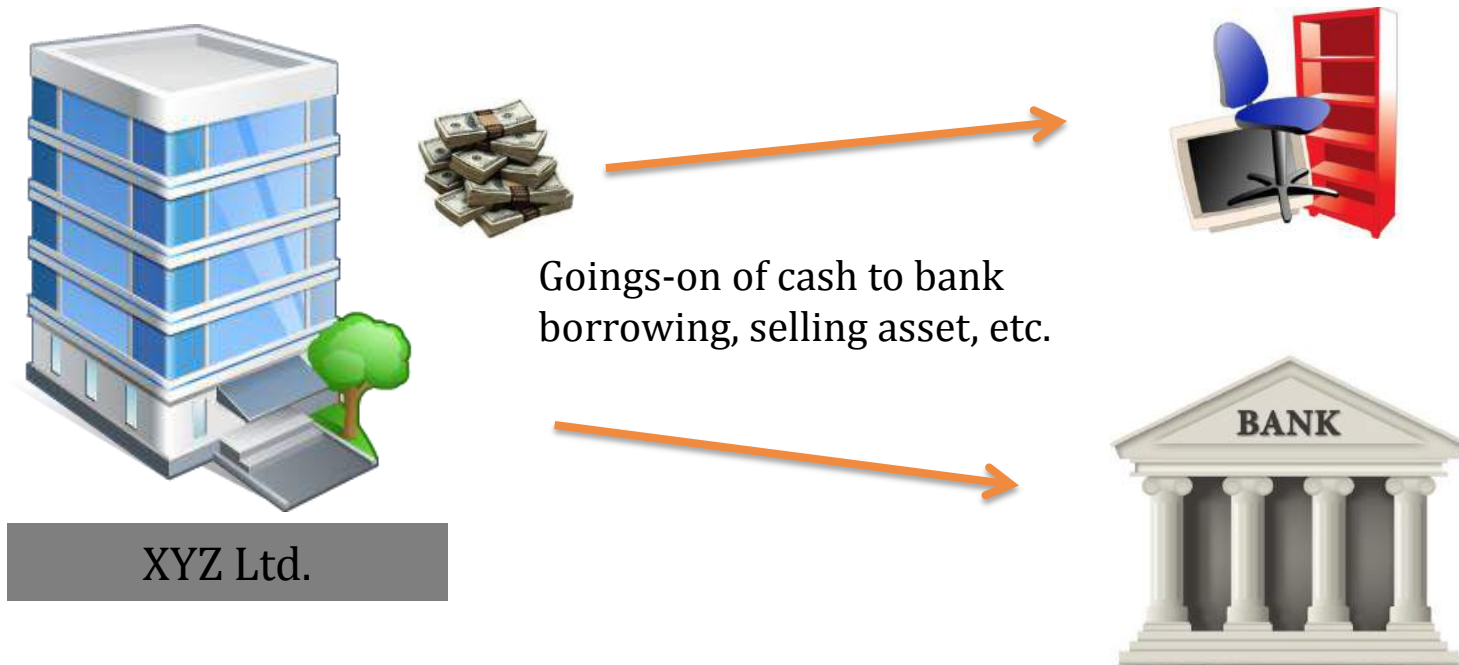 Goings-on of cash to bank
borrowing, selling asset, etc.
BANK
XYZ Ltd.